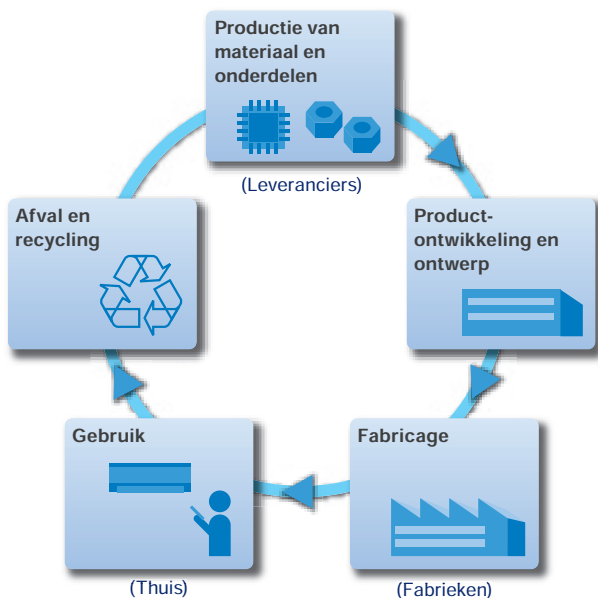 Productie van
materiaal en
onderdelen
(Leveranciers)
Afval en
recycling
Product-
ontwikkeling en
ontwerp
Gebruik
Fabricage
(Thuis)
(Fabrieken)